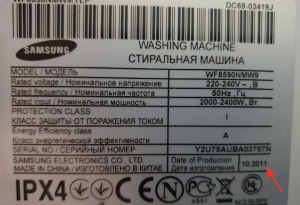 WF8590NMW9/YLP DC68-02419J
SAMSUNG
WASHING MACHINE
СТИРАЛЬНАЯ МАШИНА
MODEL / МОДЕЛЬ WF8590NMW9
Rated voltage / Номинальное напряжение 220-240V~, В~
Rated frequency / Номинальная частота 50Hz, Гц
Rated input / Номинальная мощность 2000-2400W, Вт
PROTECTION CLASS
КЛАСС ЗАЩИТЫ ОТ ПОРАЖЕНИЯ ТОКОМ I
Energy Efficiency class
Класс энергетической эффективности A
SERIAL NO / СЕРИЙНЫЙ НОМЕР Y2U75AUBA03787N
SAMSUNG ELECTRONICS CO., LTD. Date of Production
MADE IN CHINA / ИЗГОТОВЛЕНО В КИТАЕ Дата изготовления 10.2011
IPX4